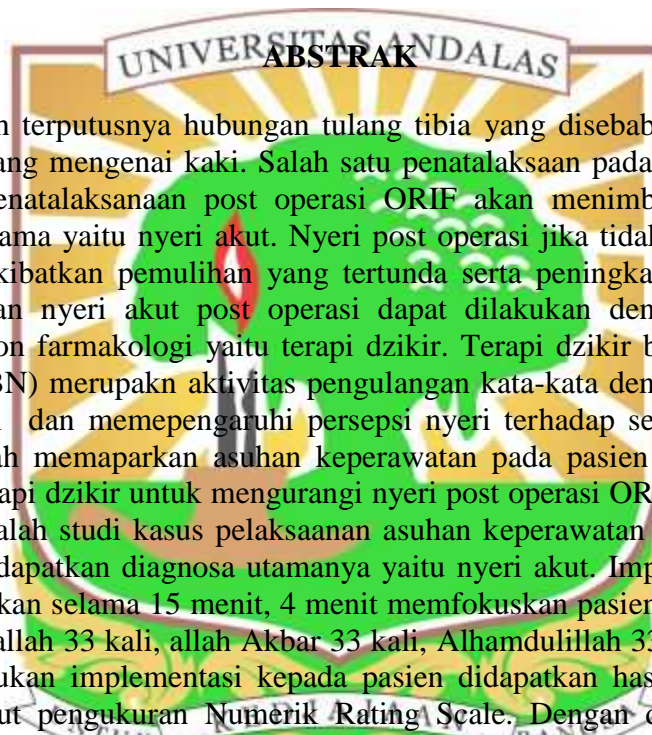 UNIVERSITAS ANDALAS
ABSTRAK
terputusnya hubungan tulang tibia yang disebab
ang mengenai kaki. Salah satu penatalaksaan pada
enatalaksanaan post operasi ORIF akan menimb
ama yaitu nyeri akut. Nyeri post operasi jika tidak
kibatkan pemulihan yang tertunda serta peningka
an nyeri akut post operasi dapat dilakukan den
on farmakologi yaitu terapi dzikir. Terapi dzikir b
BN) merupakn aktivitas pengulangan kata-kata den
dan memepengaruhi persepsi nyeri terhadap se
ah memaparkan asuhan keperawatan pada pasien
api dzikir untuk mengurangi nyeri post operasi OR
alah studi kasus pelaksanaan asuhan keperawatan
dapatkan diagnosa utamanya yaitu nyeri akut. Imp
kan selama 15 menit, 4 menit memfokuskan pasien
allah 33 kali, allah Akbar 33 kali, Alhamdulillah 33
ukan implementasi kepada pasien didapatkan has
ut pengukuran Numerik Rating Scale. Dengan d